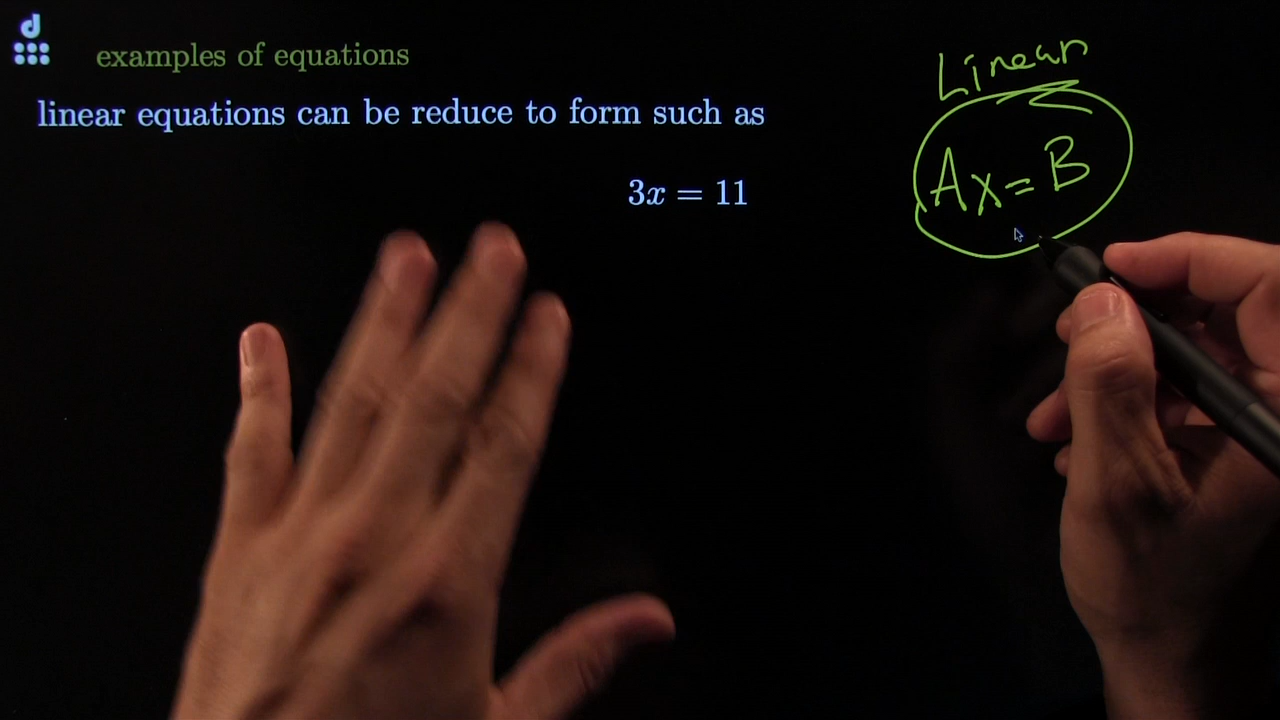 d
examples of equations
linear equations can be reduce to form such as
3x = 11
Linear
Ax = B